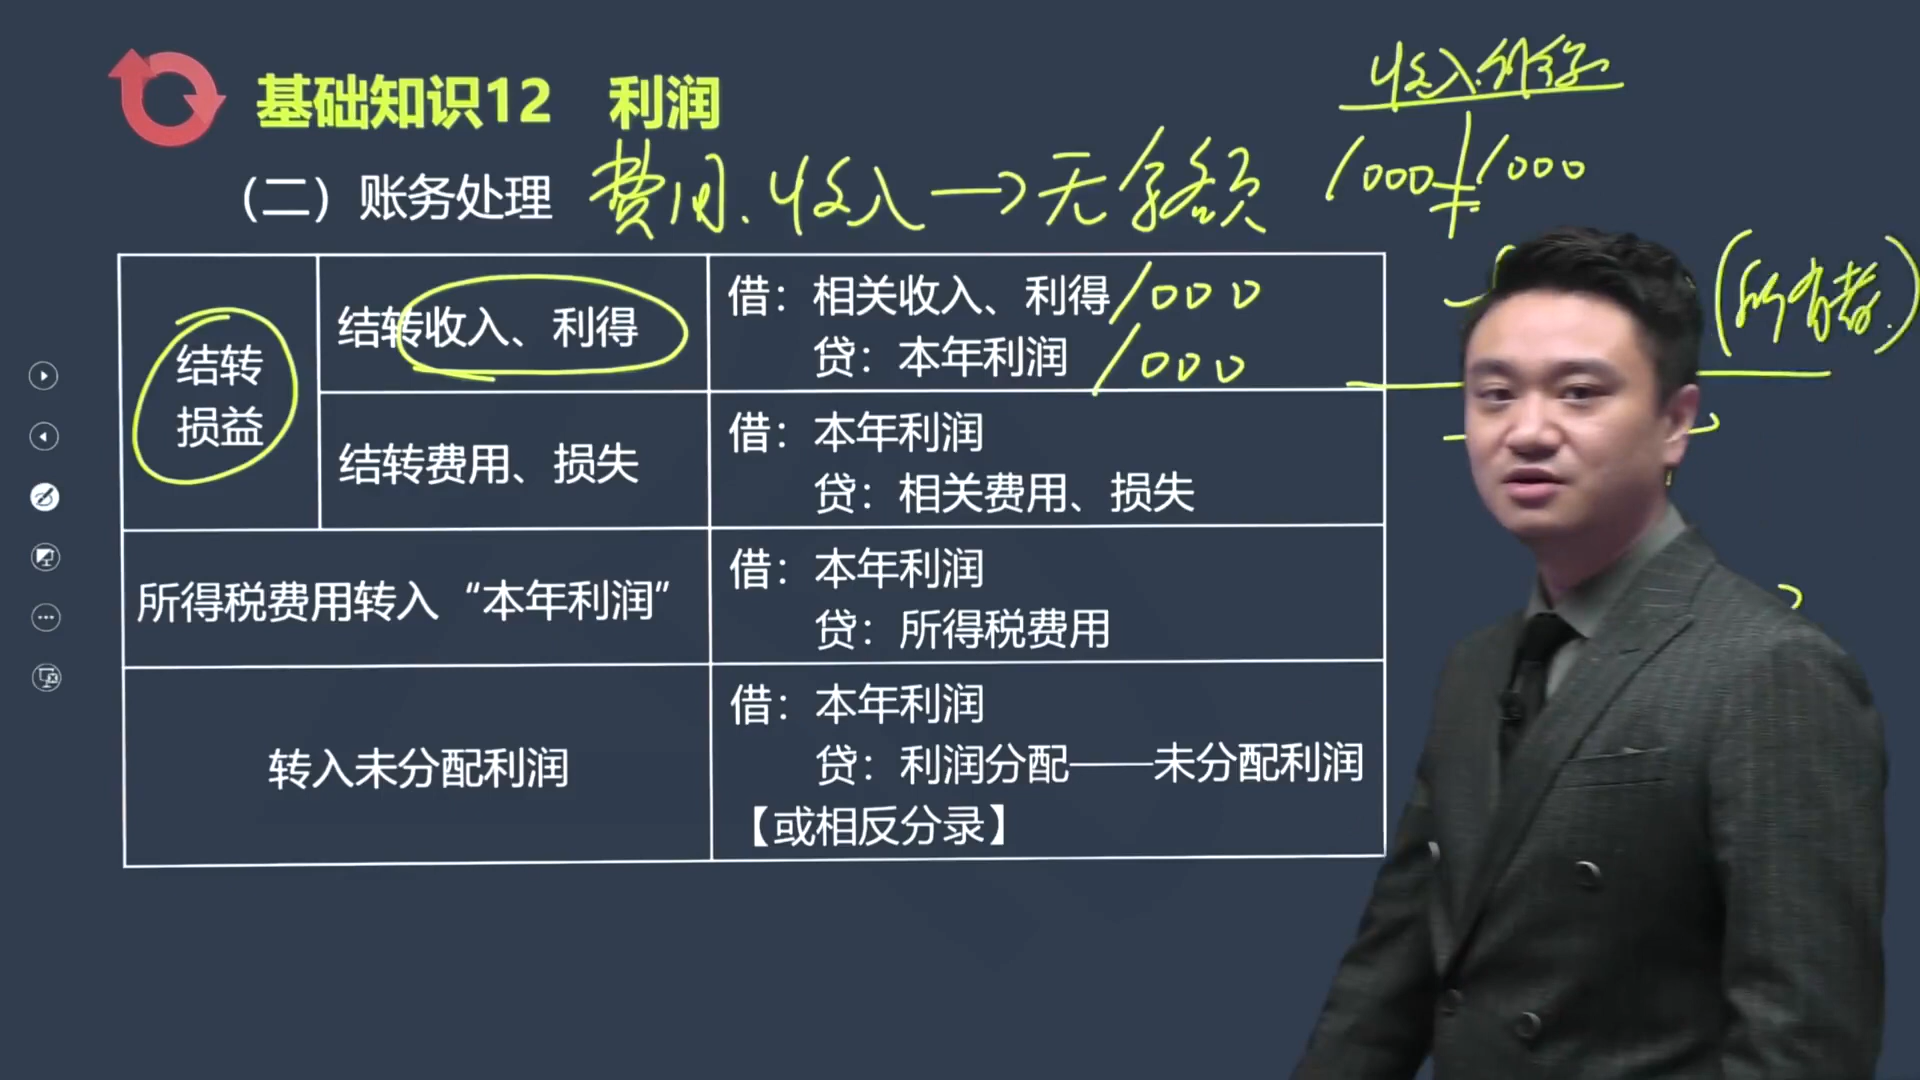 基础知识12 利润
收入.利得
(二)账务处理
费用.收入→无余额
1000 1000
结转
损益
结转收入、利得
借:相关收入、利得 1000
贷:本年利润 1000
(所有者.)
结转费用、损失
借:本年利润
贷:相关费用、损失
所得税费用转入“本年利润”
借:本年利润
贷:所得税费用
转入未分配利润
借:本年利润
贷:利润分配——未分配利润
【或相反分录】